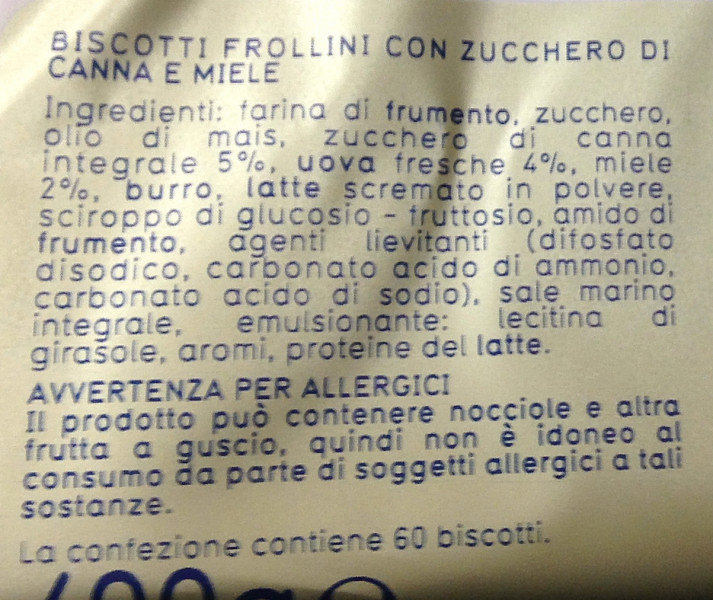 BISCOTTI FROLLINI CON ZUCCHERO DI
CANNA E MIELE
Ingredienti: farina di frumento, zucchero,
olio di mais, zucchero di canna
integrale 5%, uova fresche 4%, miele
2%, burro, latte scremato in polvere,
sciroppo di glucosio - fruttosio, amido di
frumento, agenti lievitanti (difosfato
disodico, carbonato acido di ammonio,
carbonato acido di sodio), sale marino
integrale, emulsionante: lecitina di
girasole, aromi, proteine del latte.
AVVERTENZA PER ALLERGICI
Il prodotto può contenere nocciole e altra
frutta a guscio, quindi non è idoneo al
consumo da parte di soggetti allergici a tali
sostanze.
La confezione contiene 60 biscotti.